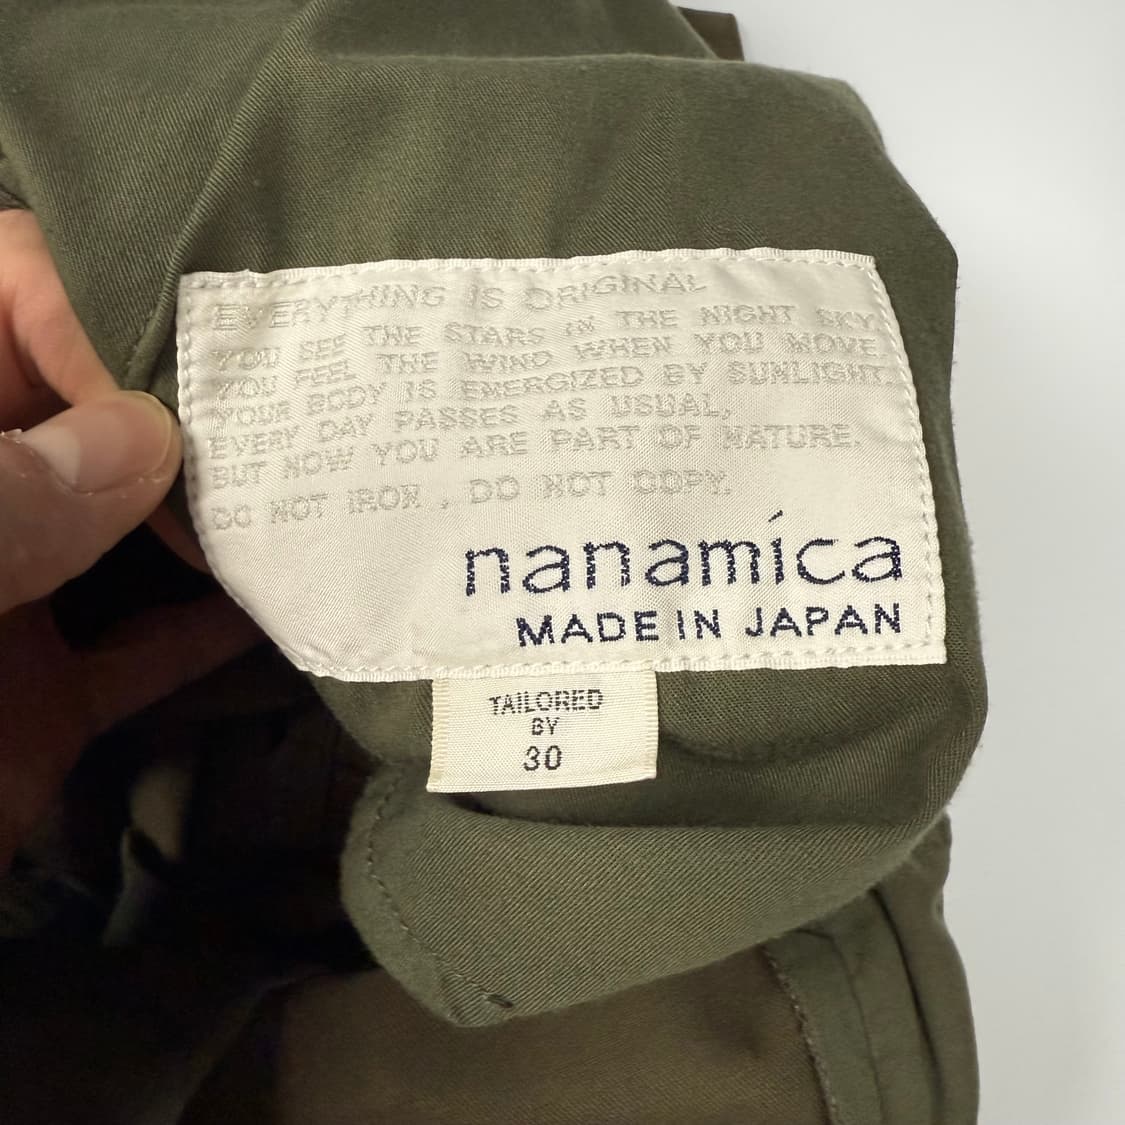 EVERYTHING IS ORIGINAL
YOU SEE THE STARS IN THE NIGHT SKY.
YOU FEEL THE WIND WHEN YOU MOVE.
YOUR BODY IS ENERGIZED BY SUNLIGHT.
EVERY DAY PASSES AS USUAL,
BUT NOW YOU ARE PART OF NATURE.
DO NOT IRON , DO NOT COPY.
nanamíca
MADE IN JAPAN
TAILORED
BY
30